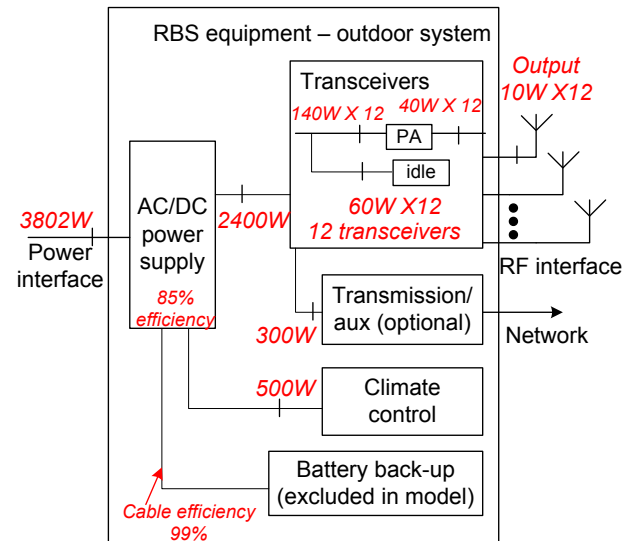 RBS equipment – outdoor system
Output
10W X12
Transceivers
140W X 12
40W X 12
PA
idle
60W X12
12 transceivers
3802W
Power
interface
AC/DC
power
supply
85%
efficiency
2400W
RF interface
Transmission/
aux (optional)
300W
Network
500W
Climate
control
Battery back-up
(excluded in model)
Cable efficiency
99%